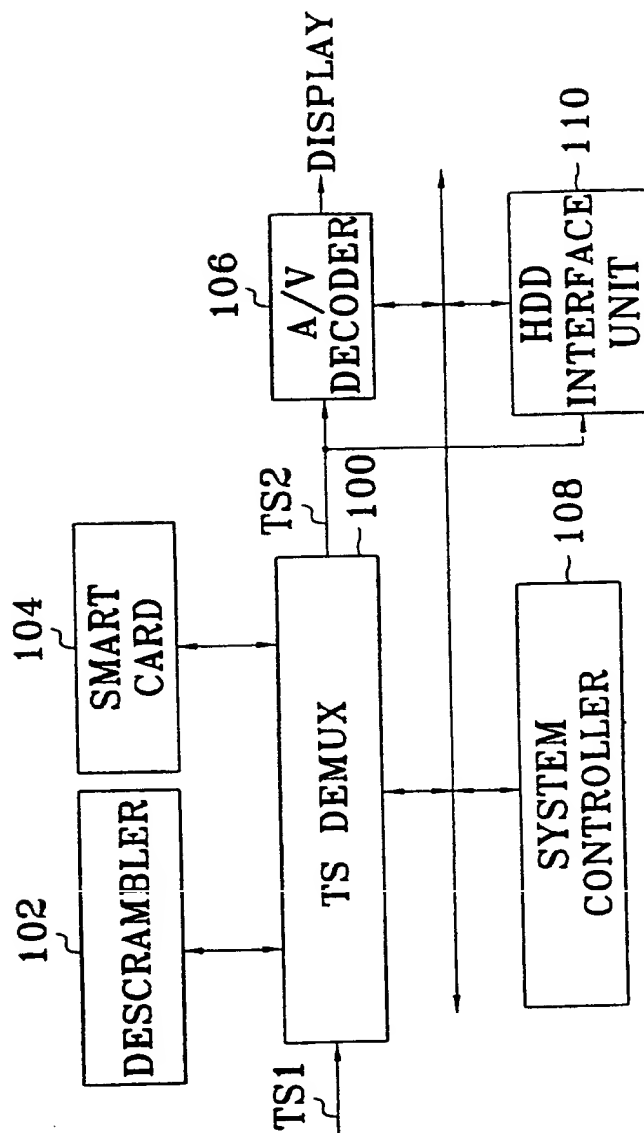 102
DESCRAMBLER
104
SMART
CARD
TS1
TS DEMUX
100
TS2
106
A/V
DECODER
DISPLAY
SYSTEM
CONTROLLER
108
HDD
INTERFACE
UNIT
110